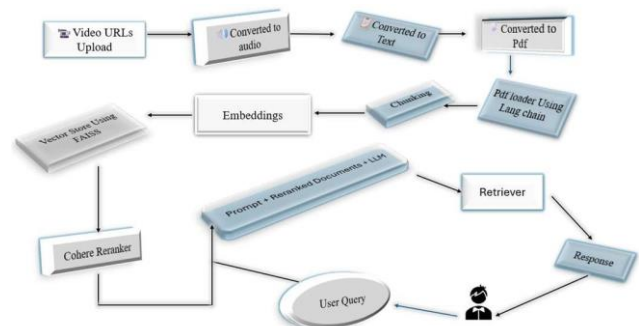 Video URLs
Upload
Converted to
audio
Converted to
Text
Converted to
Pdf
Pdf loader Using
Lang chain
Chunking
Embeddings
Vector Store Using
FAISS
Prompt + Reranked Documents + LLM
Retriever
Cohere Reranker
Response
User Query